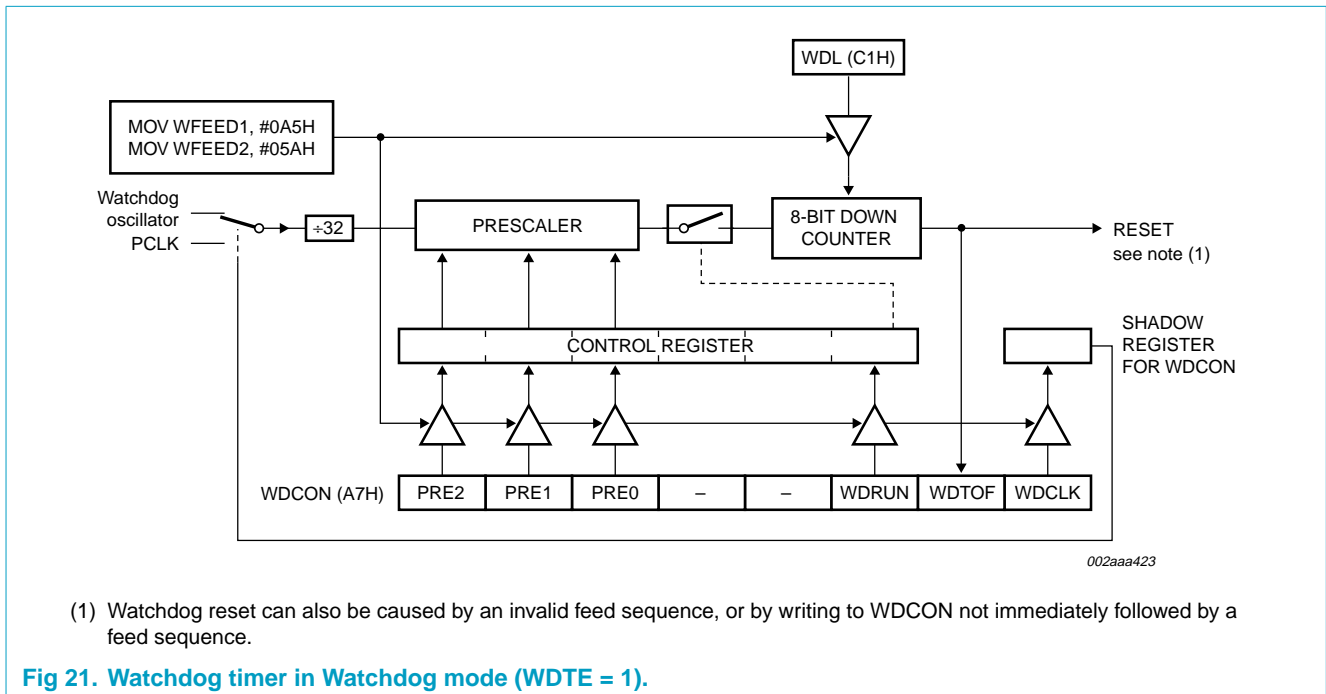 WDL (C1H)
MOV WFEED1, #0A5H
MOV WFEED2, #05AH
Watchdog
oscillator
PCLK
÷32
PRESCALER
8-BIT DOWN
COUNTER
RESET
see note (1)
CONTROL REGISTER
SHADOW
REGISTER
FOR WDCON
WDCON (A7H)
PRE2
PRE1
PRE0
–
–
WDRUN
WDTOF
WDCLK
002aaa423
(1) Watchdog reset can also be caused by an invalid feed sequence, or by writing to WDCON not immediately followed by a
feed sequence.
Fig 21. Watchdog timer in Watchdog mode (WDTE = 1).